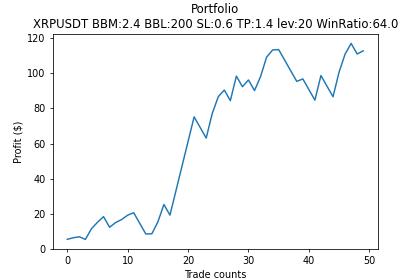 Portfolio
XRPUSDT BBM:2.4 BBL:200 SL:0.6 TP:1.4 lev:20 WinRatio:64.0
120
100
80
60
40
20
0
Profit ($)
0 10 20 30 40 50
Trade counts